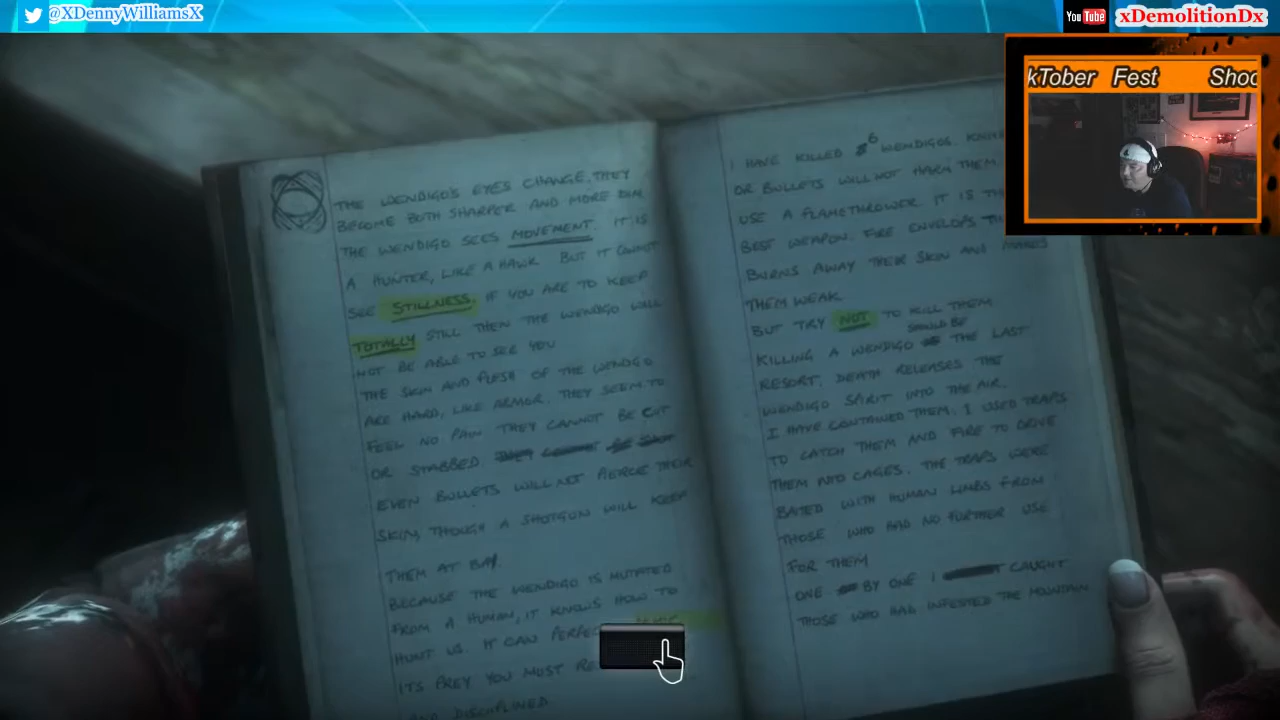 @XDennyWilliamsX
You Tube xDemolitionDx
kTober Fest Shoc
THE WENDIGO'S EYES CHANGE, THEY
BECOME BOTH SHARPER AND MORE DIM
THE WENDIGO SEES MOVEMENT. IT IS
A HUNTER, LIKE A HAWK BUT IT CANNOT
SEE STILLNESS. IF YOU ARE TO KEEP
TOTALLY STILL THEN THE WENDIGO WILL
NOT BE ABLE TO SEE YOU
THE SKIN AND FLESH OF THE WENDIGO
ARE HARD, LIKE ARMOR. THEY SEEM TO
FEEL NO PAIN THEY CANNOT BE CUT
OR STABBED. THEY CANNOT BE SHOT
EVEN BULLETS WILL NOT PIERCE THEIR
SKIN, THOUGH A SHOTGUN WILL KEEP
THEM AT BAY.
BECAUSE THE WENDIGO IS MUTATED
FROM A HUMAN, IT KNOWS HOW TO
HUNT US. IT CAN
ITS PREY YOU MUST
AND DISCIPLINED
I HAVE KILLED 6 WENDIGOS.
OR BULLETS WILL NOT HARM THEM.
USE A FLAMETHROWER. IT IS
BEST WEAPON. FIRE ENVELOPS
BURNS AWAY THEIR SKIN AND MAKES
THEM WEAK
BUT TRY NOT TO KILL THEM
KILLING A WENDIGO SHOULD BE THE LAST
RESORT. DEATH RELEASES THE
WENDIGO SPIRIT INTO THE AIR.
I HAVE CONTAINED THEM. I USED TRAPS
TO CATCH THEM AND FIRE TO DRIVE
THEM INTO CAGES. THE TRAPS WERE
BAITED WITH HUMAN LIMBS FROM
THOSE WHO HAD NO FURTHER USE
FOR THEM
ONE BY ONE I CAUGHT
THOSE WHO HAD INFESTED THE MOUNTAIN